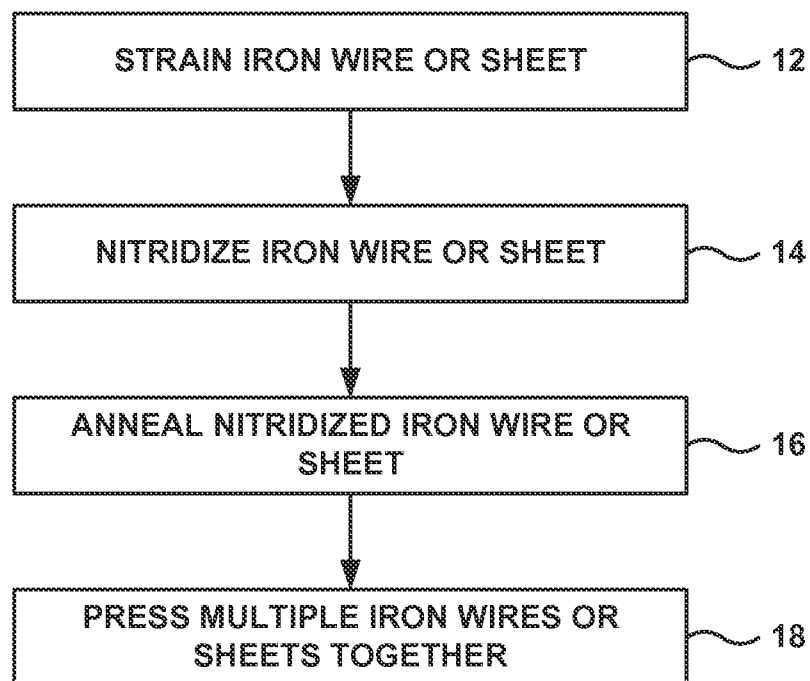 STRAIN IRON WIRE OR SHEET
12
NITRIDIZE IRON WIRE OR SHEET
14
ANNEAL NITRIDIZED IRON WIRE OR
SHEET
16
PRESS MULTIPLE IRON WIRES OR
SHEETS TOGETHER
18